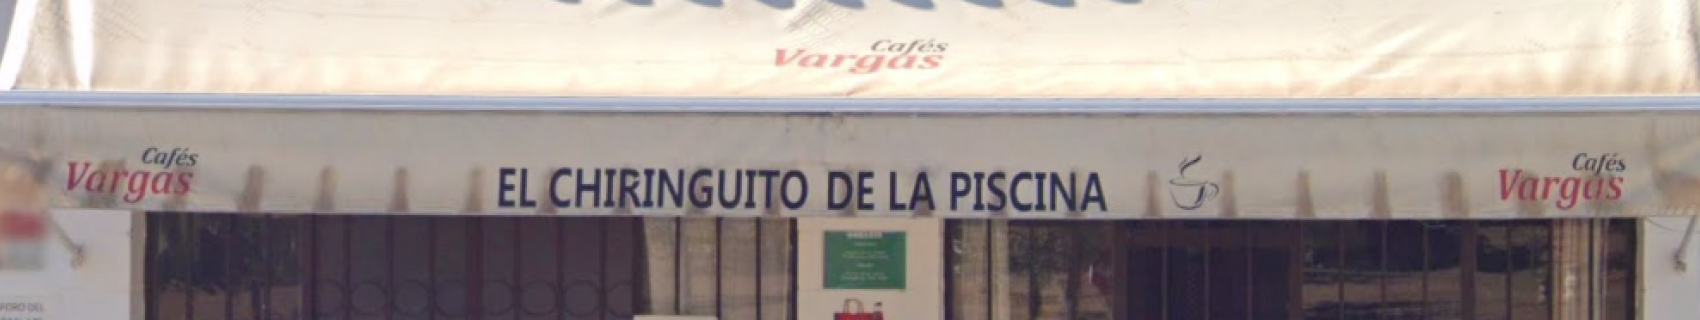 Cafés
Vargas
Cafés
Vargas
EL CHIRINGUITO DE LA PISCINA
Cafés
Vargas